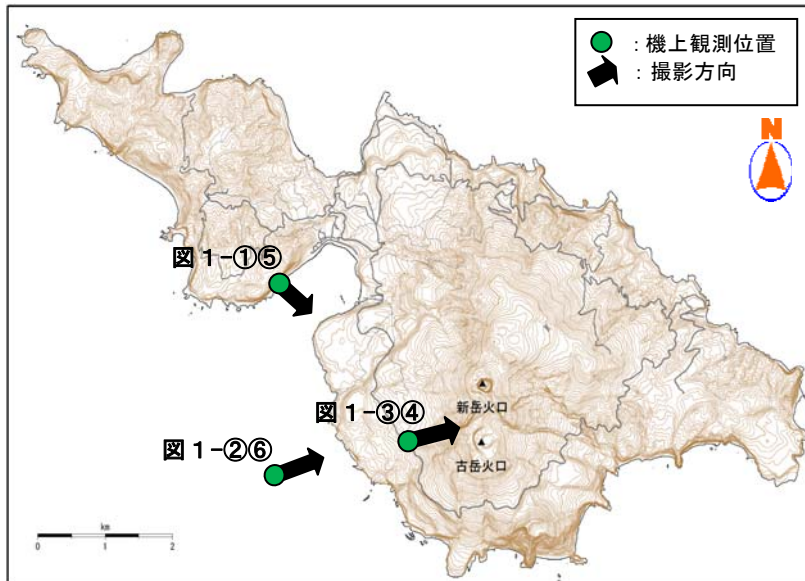 ：機上観測位置
：撮影方向
N
図１-①⑤
図１-③④
新岳火口
図１-②⑥
古岳火口
km
0 1 2